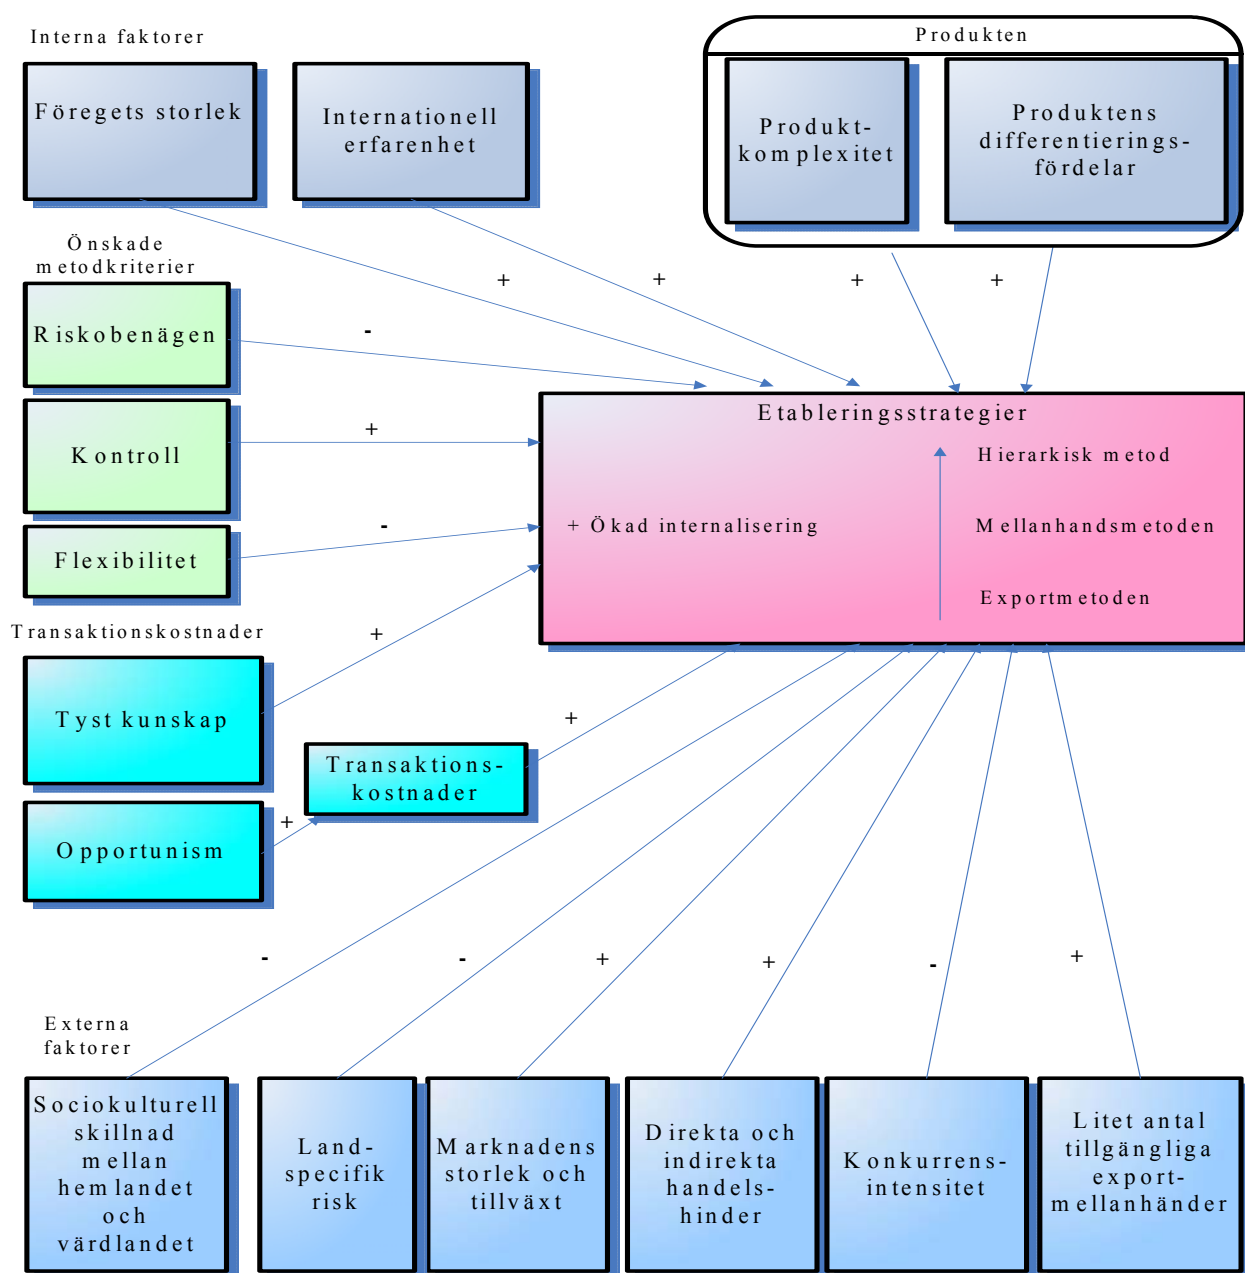 Interna faktorer
Produkten
Föregets storlek
Internationell
erfarenhet
Produkt-
komplexitet
Produktens
differentierings-
fördelar
Önskade
metodkriterier
+
+
+
+
Riskobenägen
-
Kontroll
+
Flexibilitet
-
Etableringsstrategier
Hierarkisk metod
+ Ökad internalisering
Mellanhandsmetoden
Exportmetoden
Transaktionskostnader
+
Tyst kunskap
+
Transaktions-
kostnader
+
Opportunism
-
-
+
+
-
+
Externa
faktorer
Sociokulturell
skillnad
mellan
hemlandet
och
värdlandet
Land-
specifik
risk
Marknadens
storlek och
tillväxt
Direkta och
indirekta
handels-
hinder
Konkurrens-
intensitet
Litet antal
tillgängliga
export-
mellanhänder